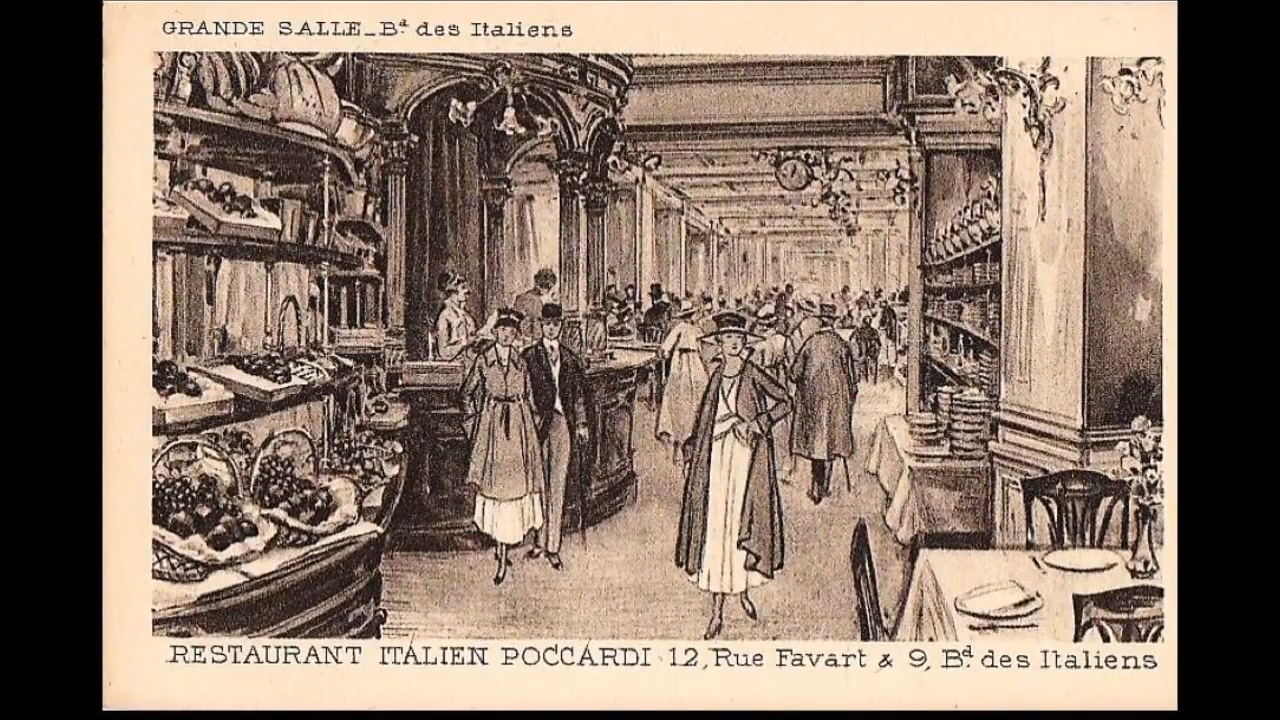 GRANDE SALLE_Bd. des Italiens
RESTAURANT ITALIEN POCCARDI 12, Rue Favart & 9, Bd. des Italiens